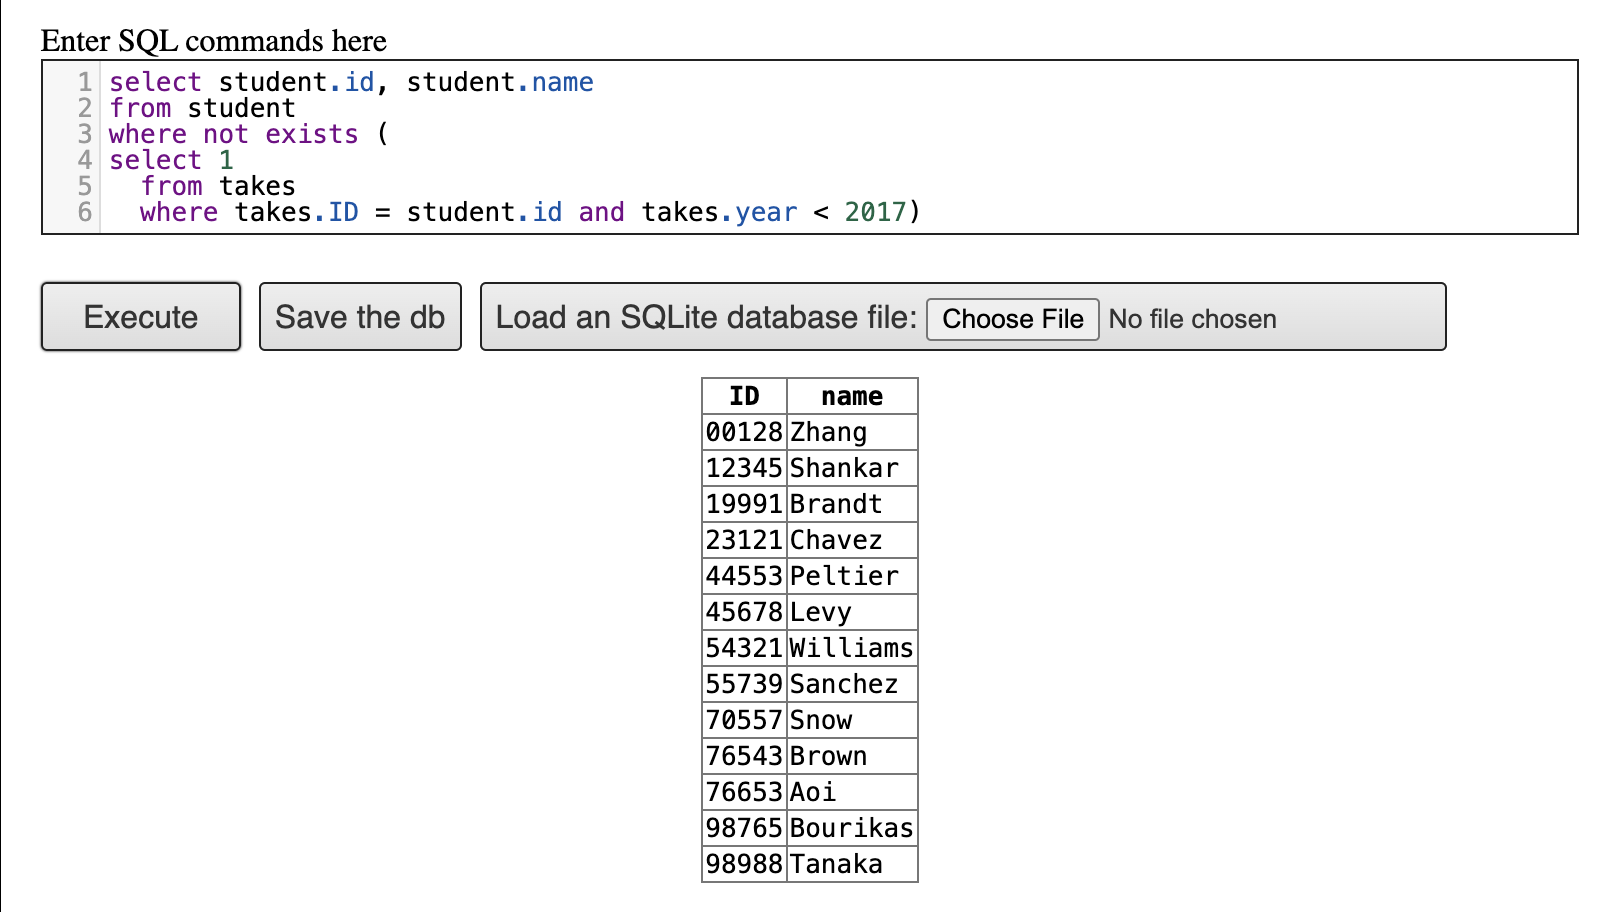 Enter SQL commands here
1 select student.id, student.name
2 from student
3 where not exists (
4 select 1
5   from takes
6   where takes.ID = student.id and takes.year < 2017)
Execute Save the db Load an SQLite database file: Choose File No file chosen
ID name
00128 Zhang
12345 Shankar
19991 Brandt
23121 Chavez
44553 Peltier
45678 Levy
54321 Williams
55739 Sanchez
70557 Snow
76543 Brown
76653 Aoi
98765 Bourikas
98988 Tanaka